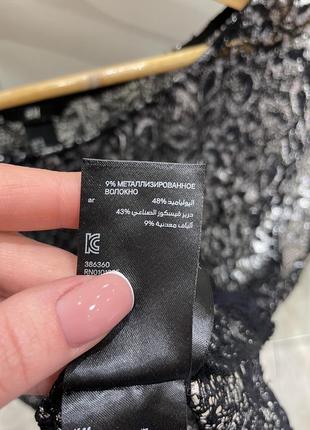 9% МЕТАЛЛИЗИРОВАННОЕ
ВОЛОКНО
ar
البولياميد 48%
حرير فيسكوز الصناعي 43%
ألياف معدنية 9%
386360